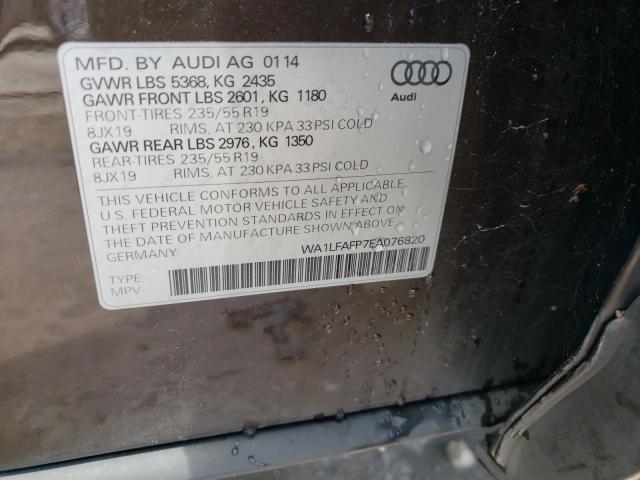 MFD. BY AUDI AG 01 14
GVWR LBS 5368, KG 2435
GAWR FRONT LBS 2601, KG 1180
FRONT-TIRES 235/55 R19
8JX19 RIMS, AT 230 KPA 33 PSI COLD
GAWR REAR LBS 2976, KG 1350
REAR-TIRES 235/55 R19
8JX19 RIMS, AT 230 KPA 33 PSI COLD
Audi
THIS VEHICLE CONFORMS TO ALL APPLICABLE
U.S. FEDERAL MOTOR VEHICLE SAFETY AND
THEFT PREVENTION STANDARDS IN EFFECT ON
THE DATE OF MANUFACTURE SHOWN ABOVE.
GERMANY
WA1LFAFP7EA076820
TYPE:
MPV